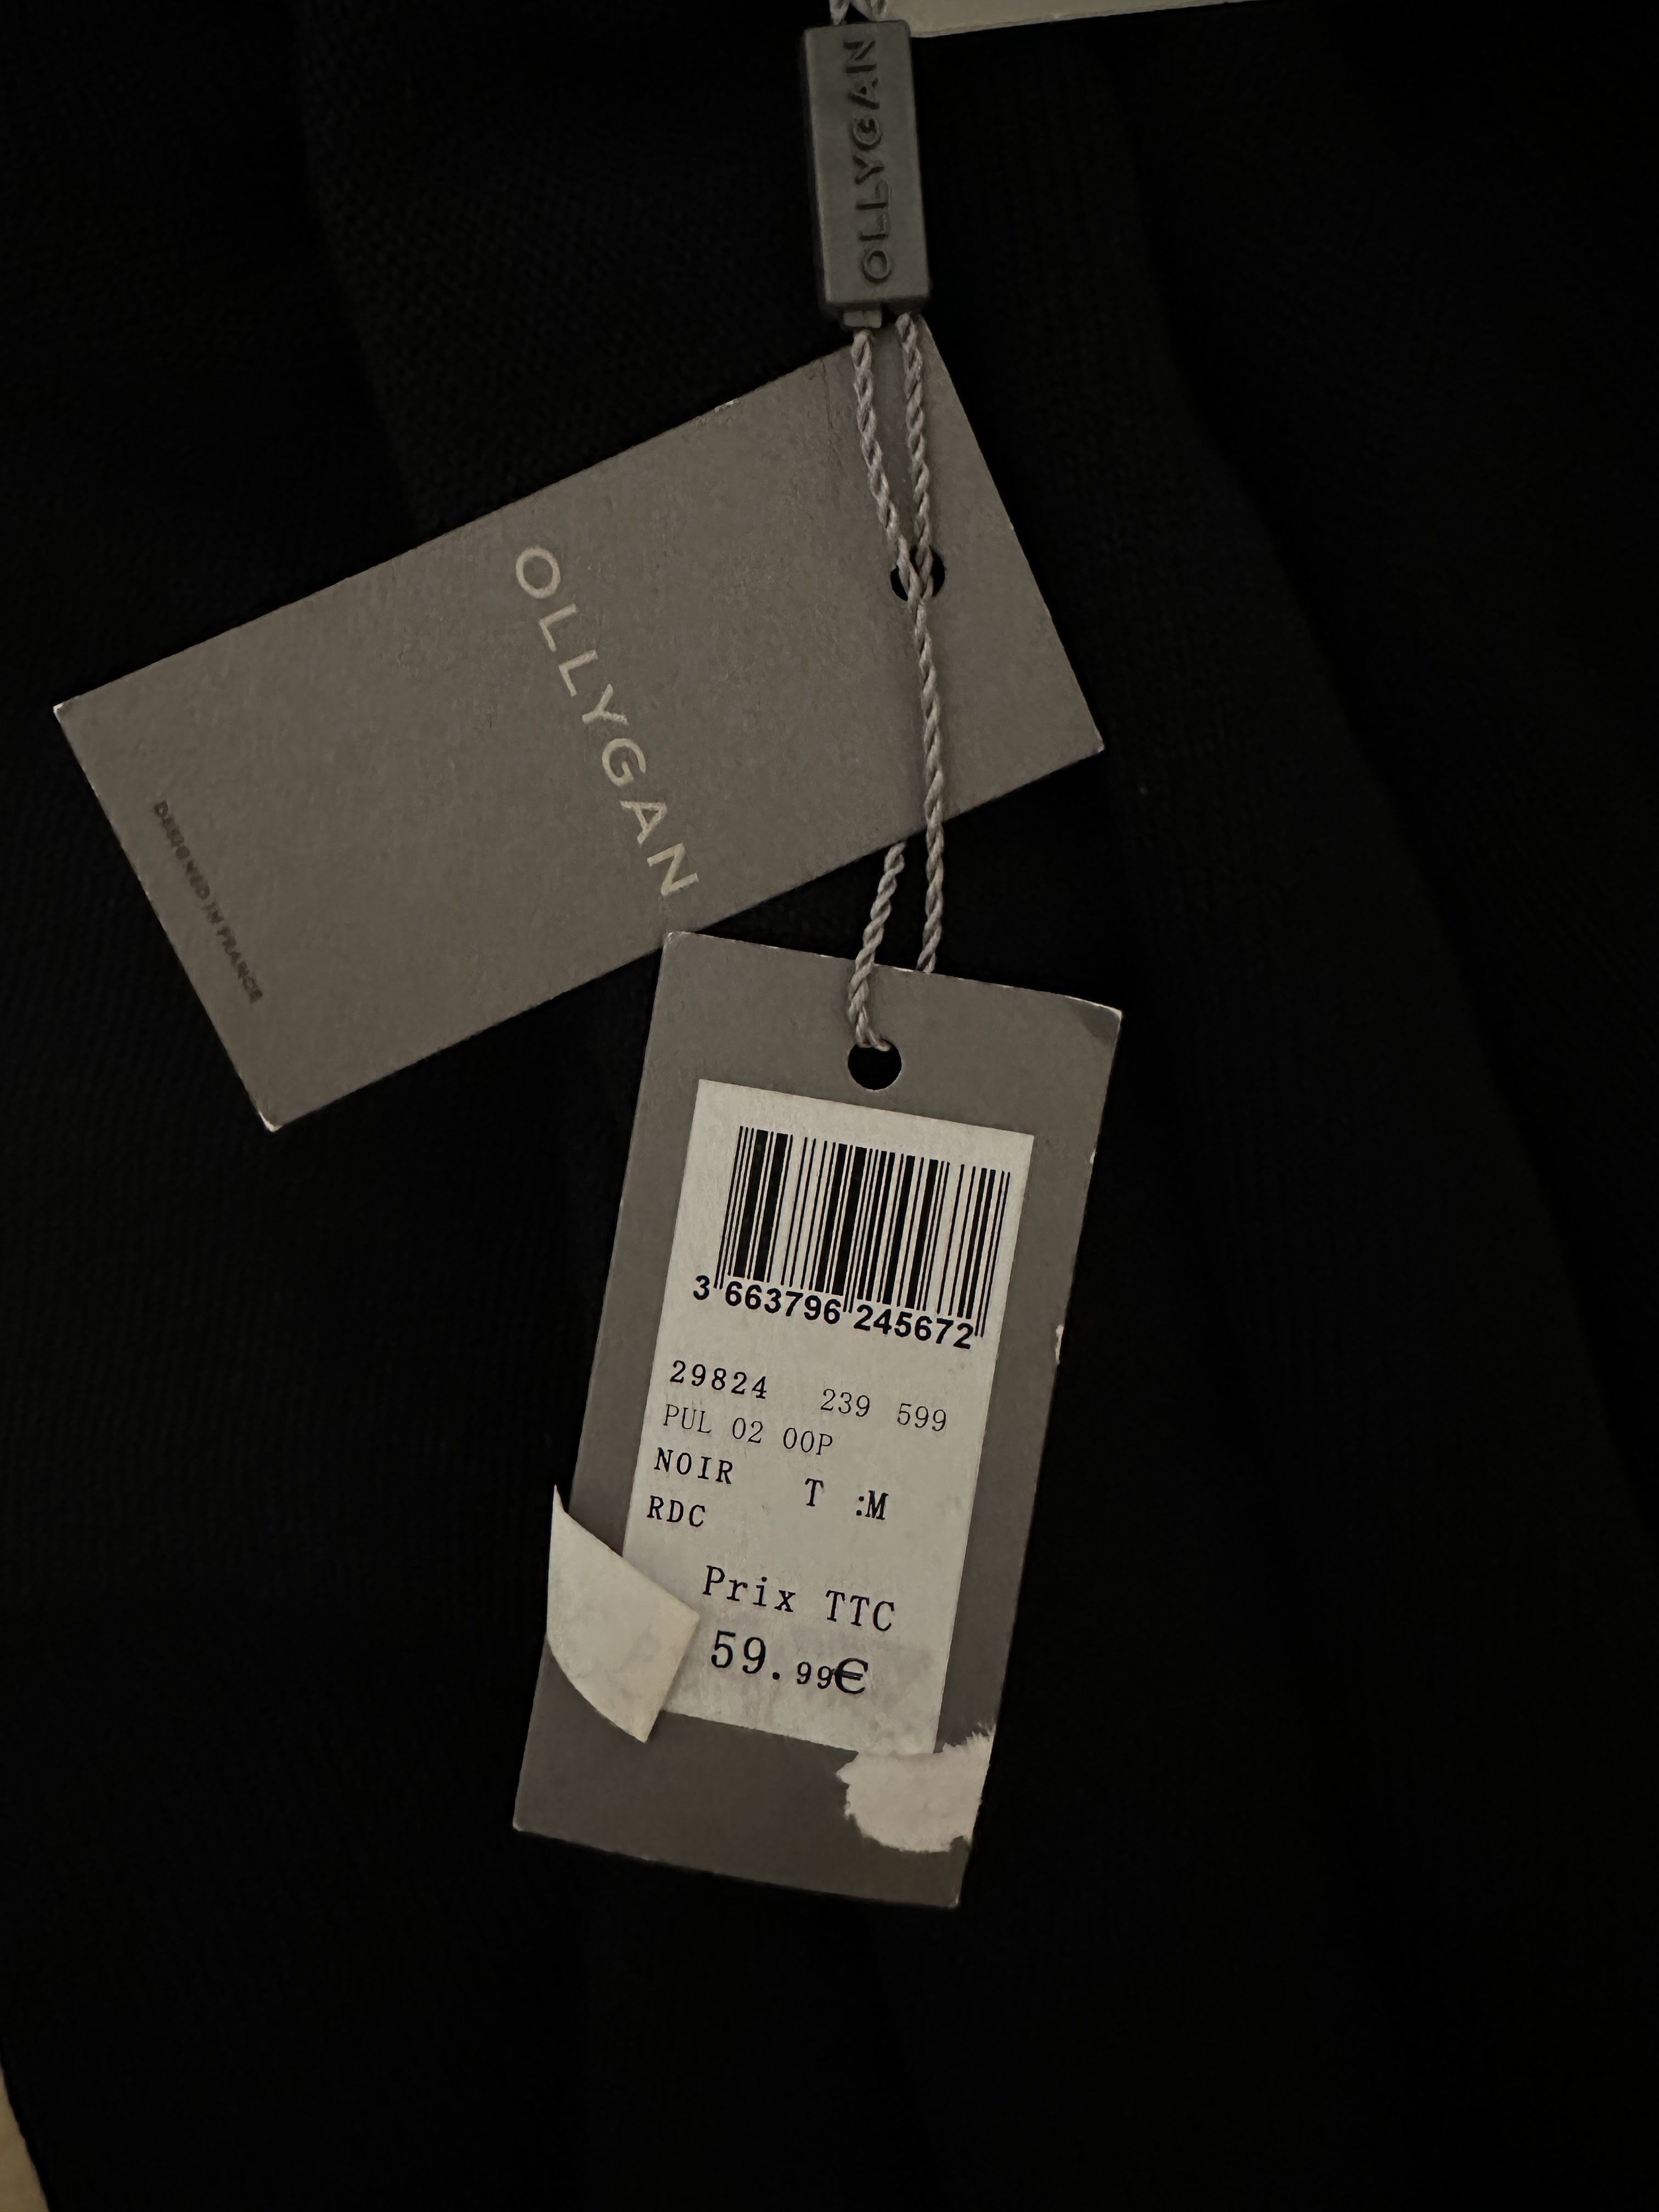 OLLYGAN
OLLYGAN
DESIGNED IN FRANCE
3 663796 245672
29824 239 599
PUL 02 00P
NOIR T :M
RDC
Prix TTC
59.99€